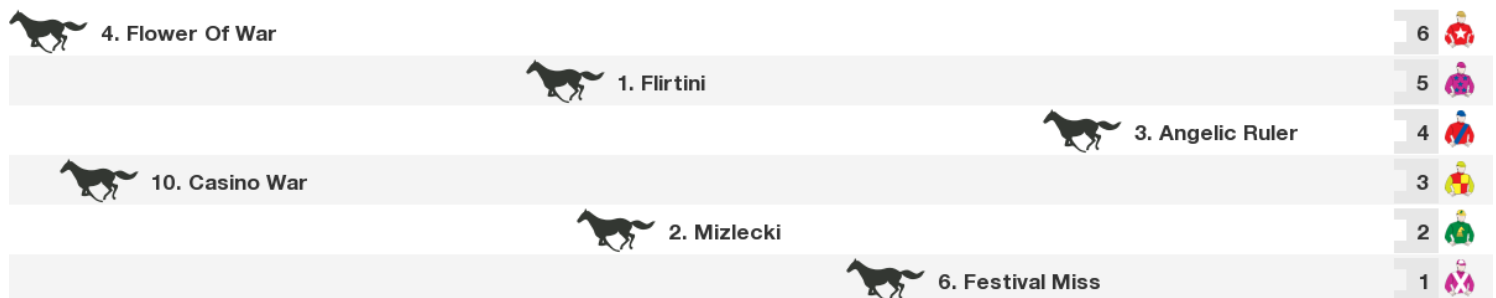 4. Flower Of War 6
1. Flirtini 5
3. Angelic Ruler 4
10. Casino War 3
2. Mizlecki 2
6. Festival Miss 1